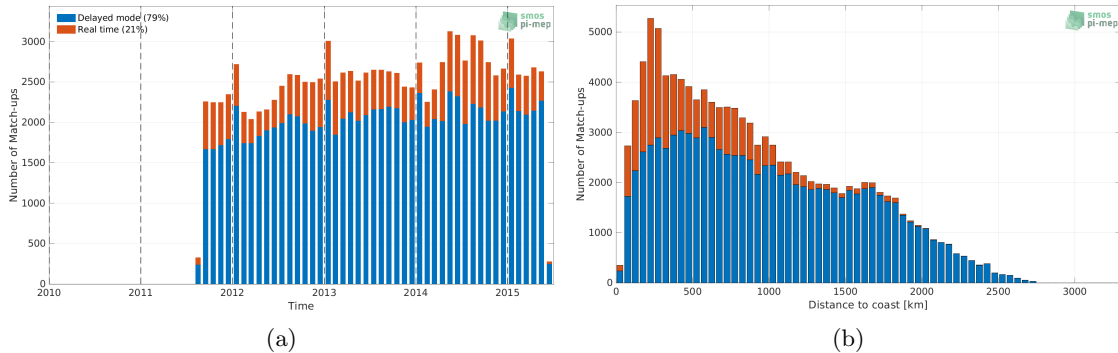 Delayed mode (79%)
Real time (21%)
smos
pi-mep
Number of Match-ups
3000
2500
2000
1500
1000
500
0
2010 2011 2012 2013 2014 2015
Time
(a)
smos
pi-mep
Number of Match-ups
5000
4000
3000
2000
1000
0
0 500 1000 1500 2000 2500 3000
Distance to coast [km]
(b)